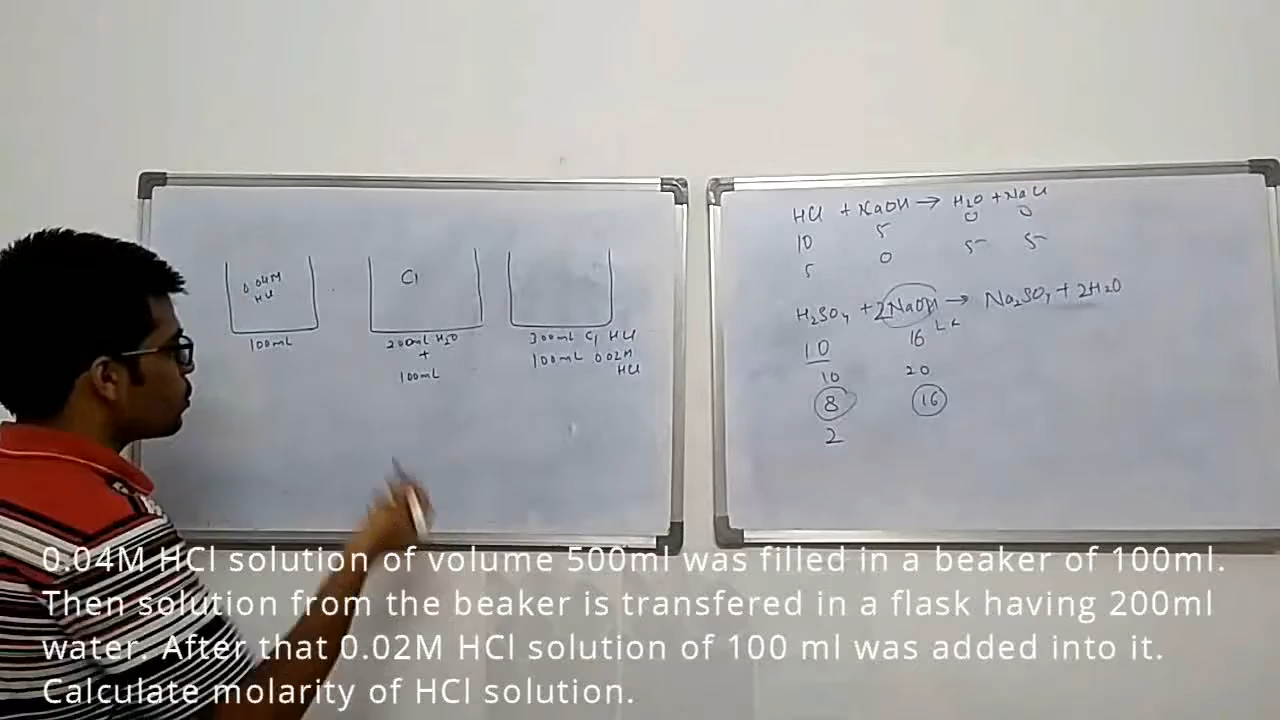 0.04M
HCl
100mL
C₁
200mL H₂O
+
100mL
300mL C₁ HCl
100mL 0.02M
HCl
HCl + NaOH → H₂O + NaCl
10 5 0 0
5 0 5 5
H₂SO₄ + 2NaOH → Na₂SO₄ + 2H₂O
10 16 L.R
10 20
8 16
2
0.04M HCl solution of volume 500ml was filled in a beaker of 100ml.
Then solution from the beaker is transfered in a flask having 200ml
water. After that 0.02M HCl solution of 100 ml was added into it.
Calculate molarity of HCl solution.